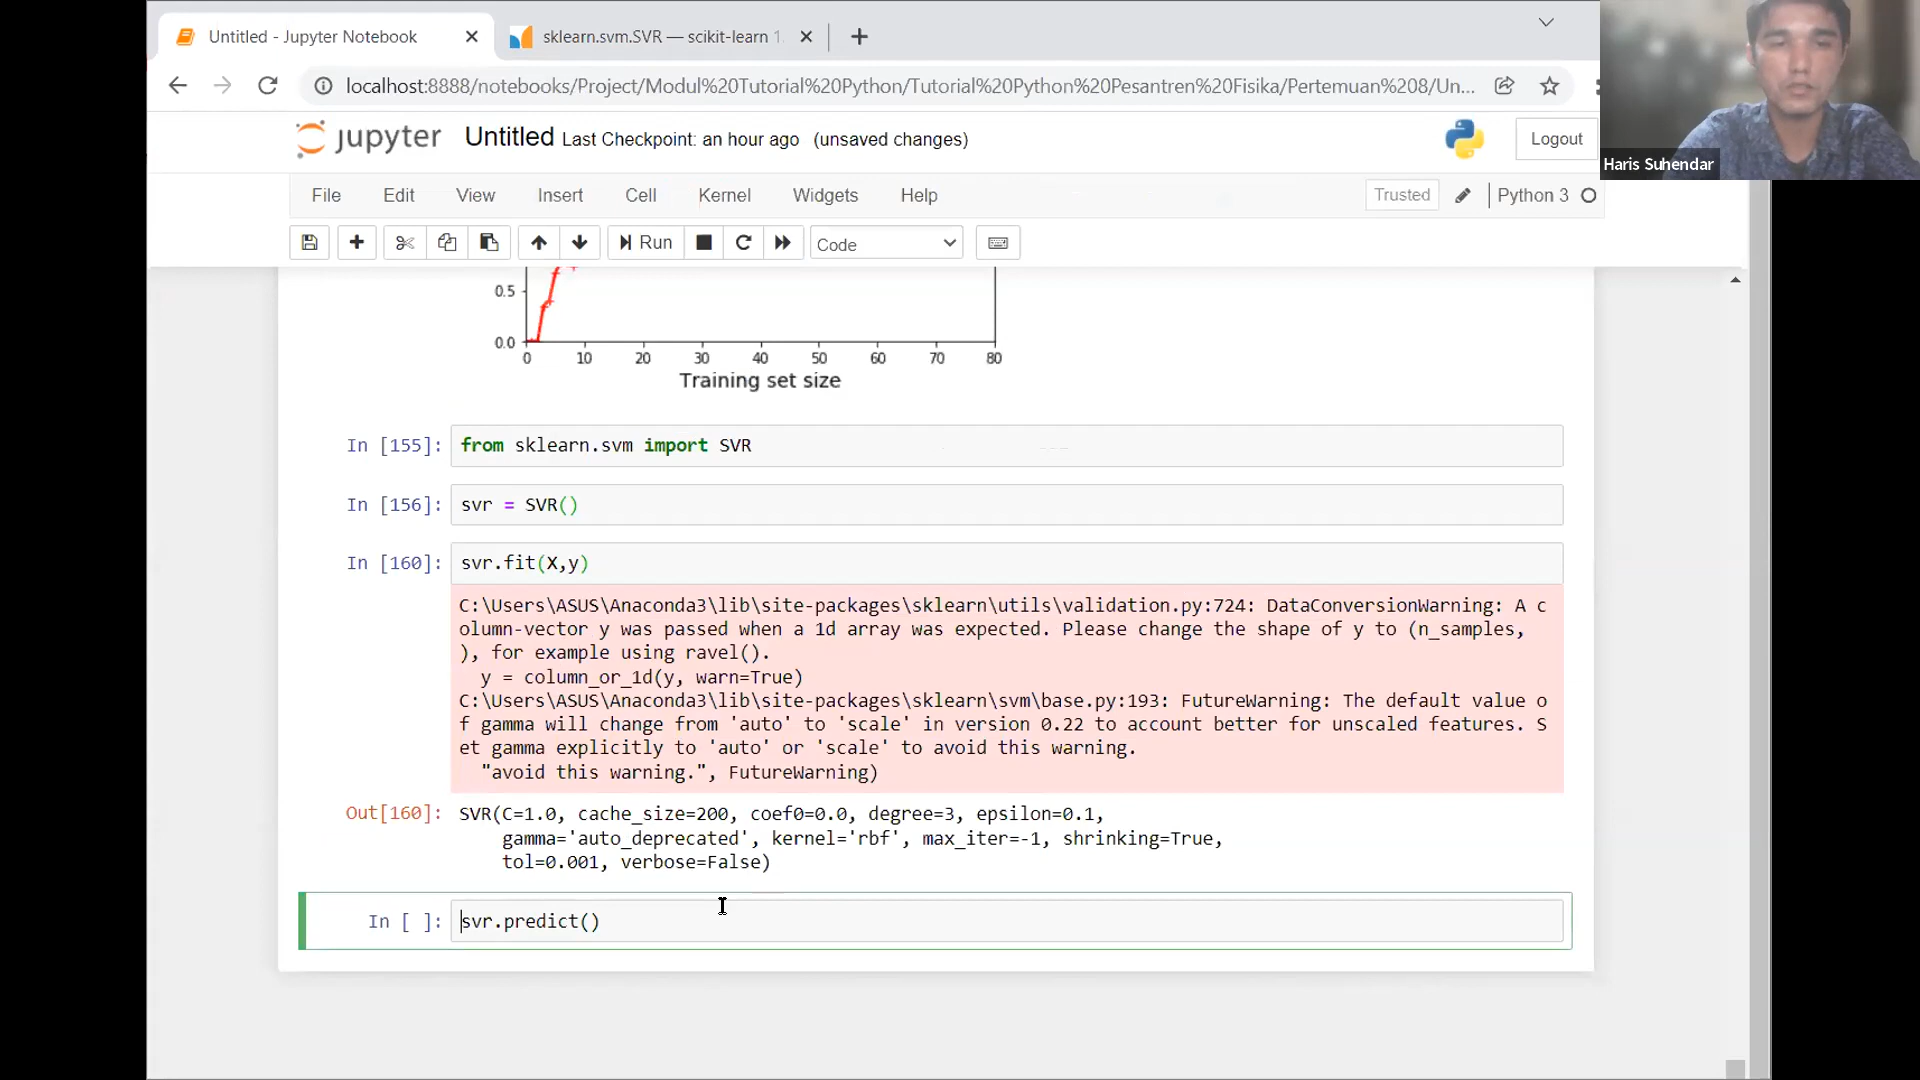 Untitled - Jupyter Notebook
sklearn.svm.SVR — scikit-learn 1.
localhost:8888/notebooks/Project/Modul%20Tutorial%20Python/Tutorial%20Python%20Pesantren%20Fisika/Pertemuan%208/Un...
jupyter Untitled Last Checkpoint: an hour ago (unsaved changes)
Logout
Haris Suhendar
File Edit View Insert Cell Kernel Widgets Help Trusted Python 3
Run Code
0.5
0.0
0 10 20 30 40 50 60 70 80
Training set size
In [155]: from sklearn.svm import SVR
In [156]: svr = SVR()
In [160]: svr.fit(X,y)
C:\Users\ASUS\Anaconda3\lib\site-packages\sklearn\utils\validation.py:724: DataConversionWarning: A c
olumn-vector y was passed when a 1d array was expected. Please change the shape of y to (n_samples,
), for example using ravel().
y = column_or_1d(y, warn=True)
C:\Users\ASUS\Anaconda3\lib\site-packages\sklearn\svm\base.py:193: FutureWarning: The default value o
f gamma will change from 'auto' to 'scale' in version 0.22 to account better for unscaled features. S
et gamma explicitly to 'auto' or 'scale' to avoid this warning.
"avoid this warning.", FutureWarning)
Out[160]: SVR(C=1.0, cache_size=200, coef0=0.0, degree=3, epsilon=0.1,
gamma='auto_deprecated', kernel='rbf', max_iter=-1, shrinking=True,
tol=0.001, verbose=False)
In [ ]: svr.predict()